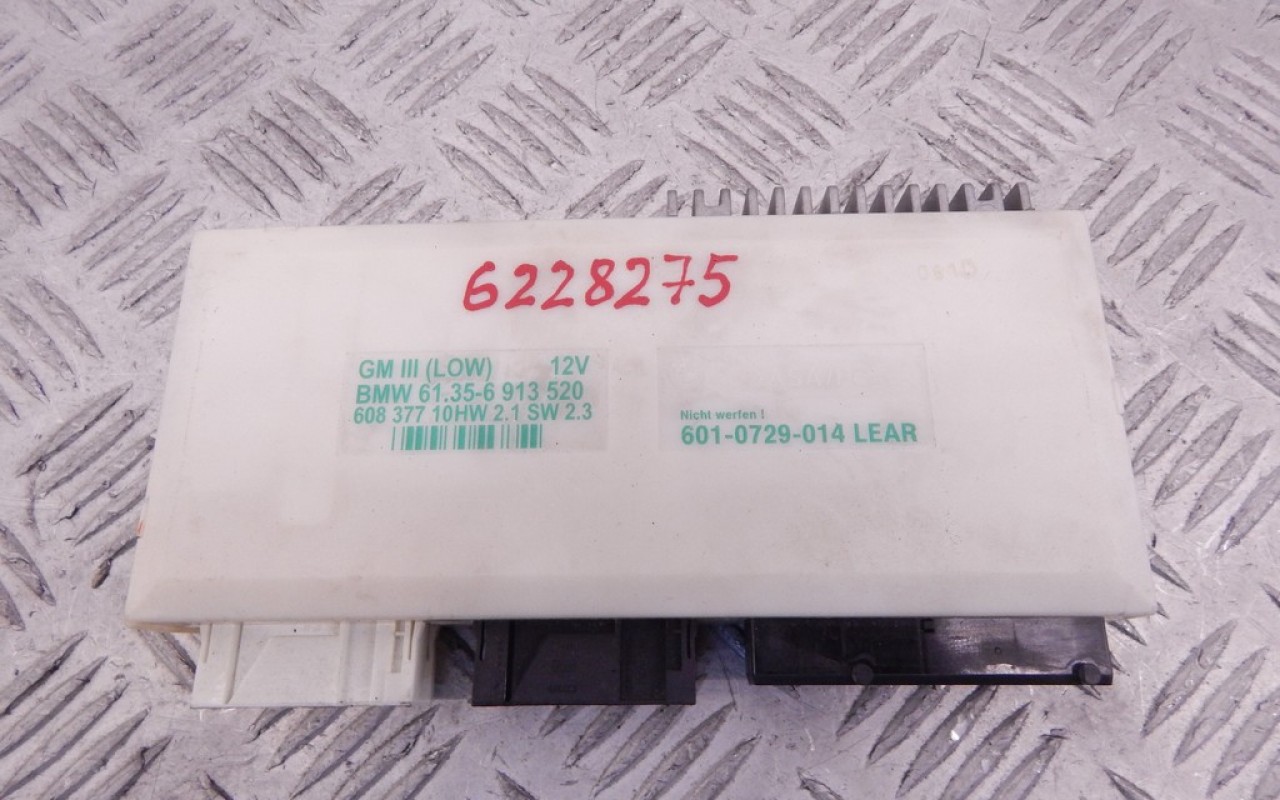 6228275
GM III (LOW) 12V
BMW 61.35-6 913 520
608 377 10HW 2.1 SW 2.3
Nicht werfen !
601-0729-014 LEAR